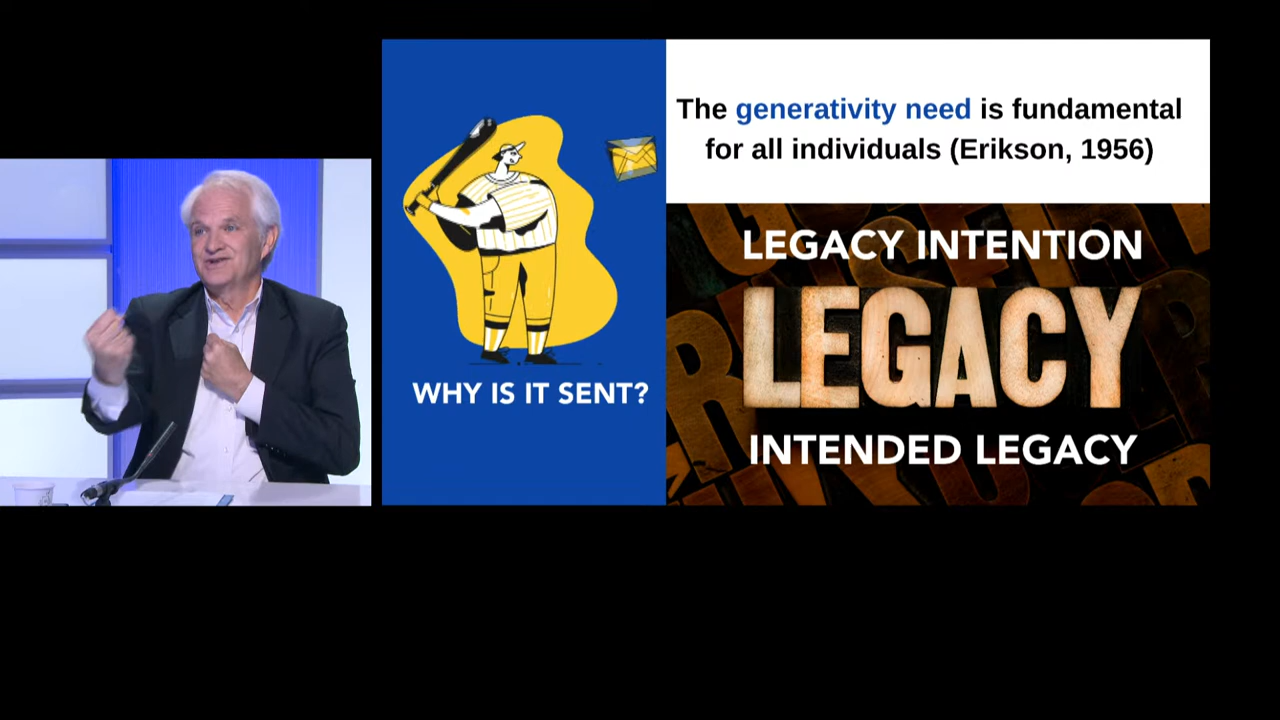 The generativity need is fundamental
for all individuals (Erikson, 1956)
LEGACY INTENTION
LEGACY
INTENDED LEGACY
WHY IS IT SENT?